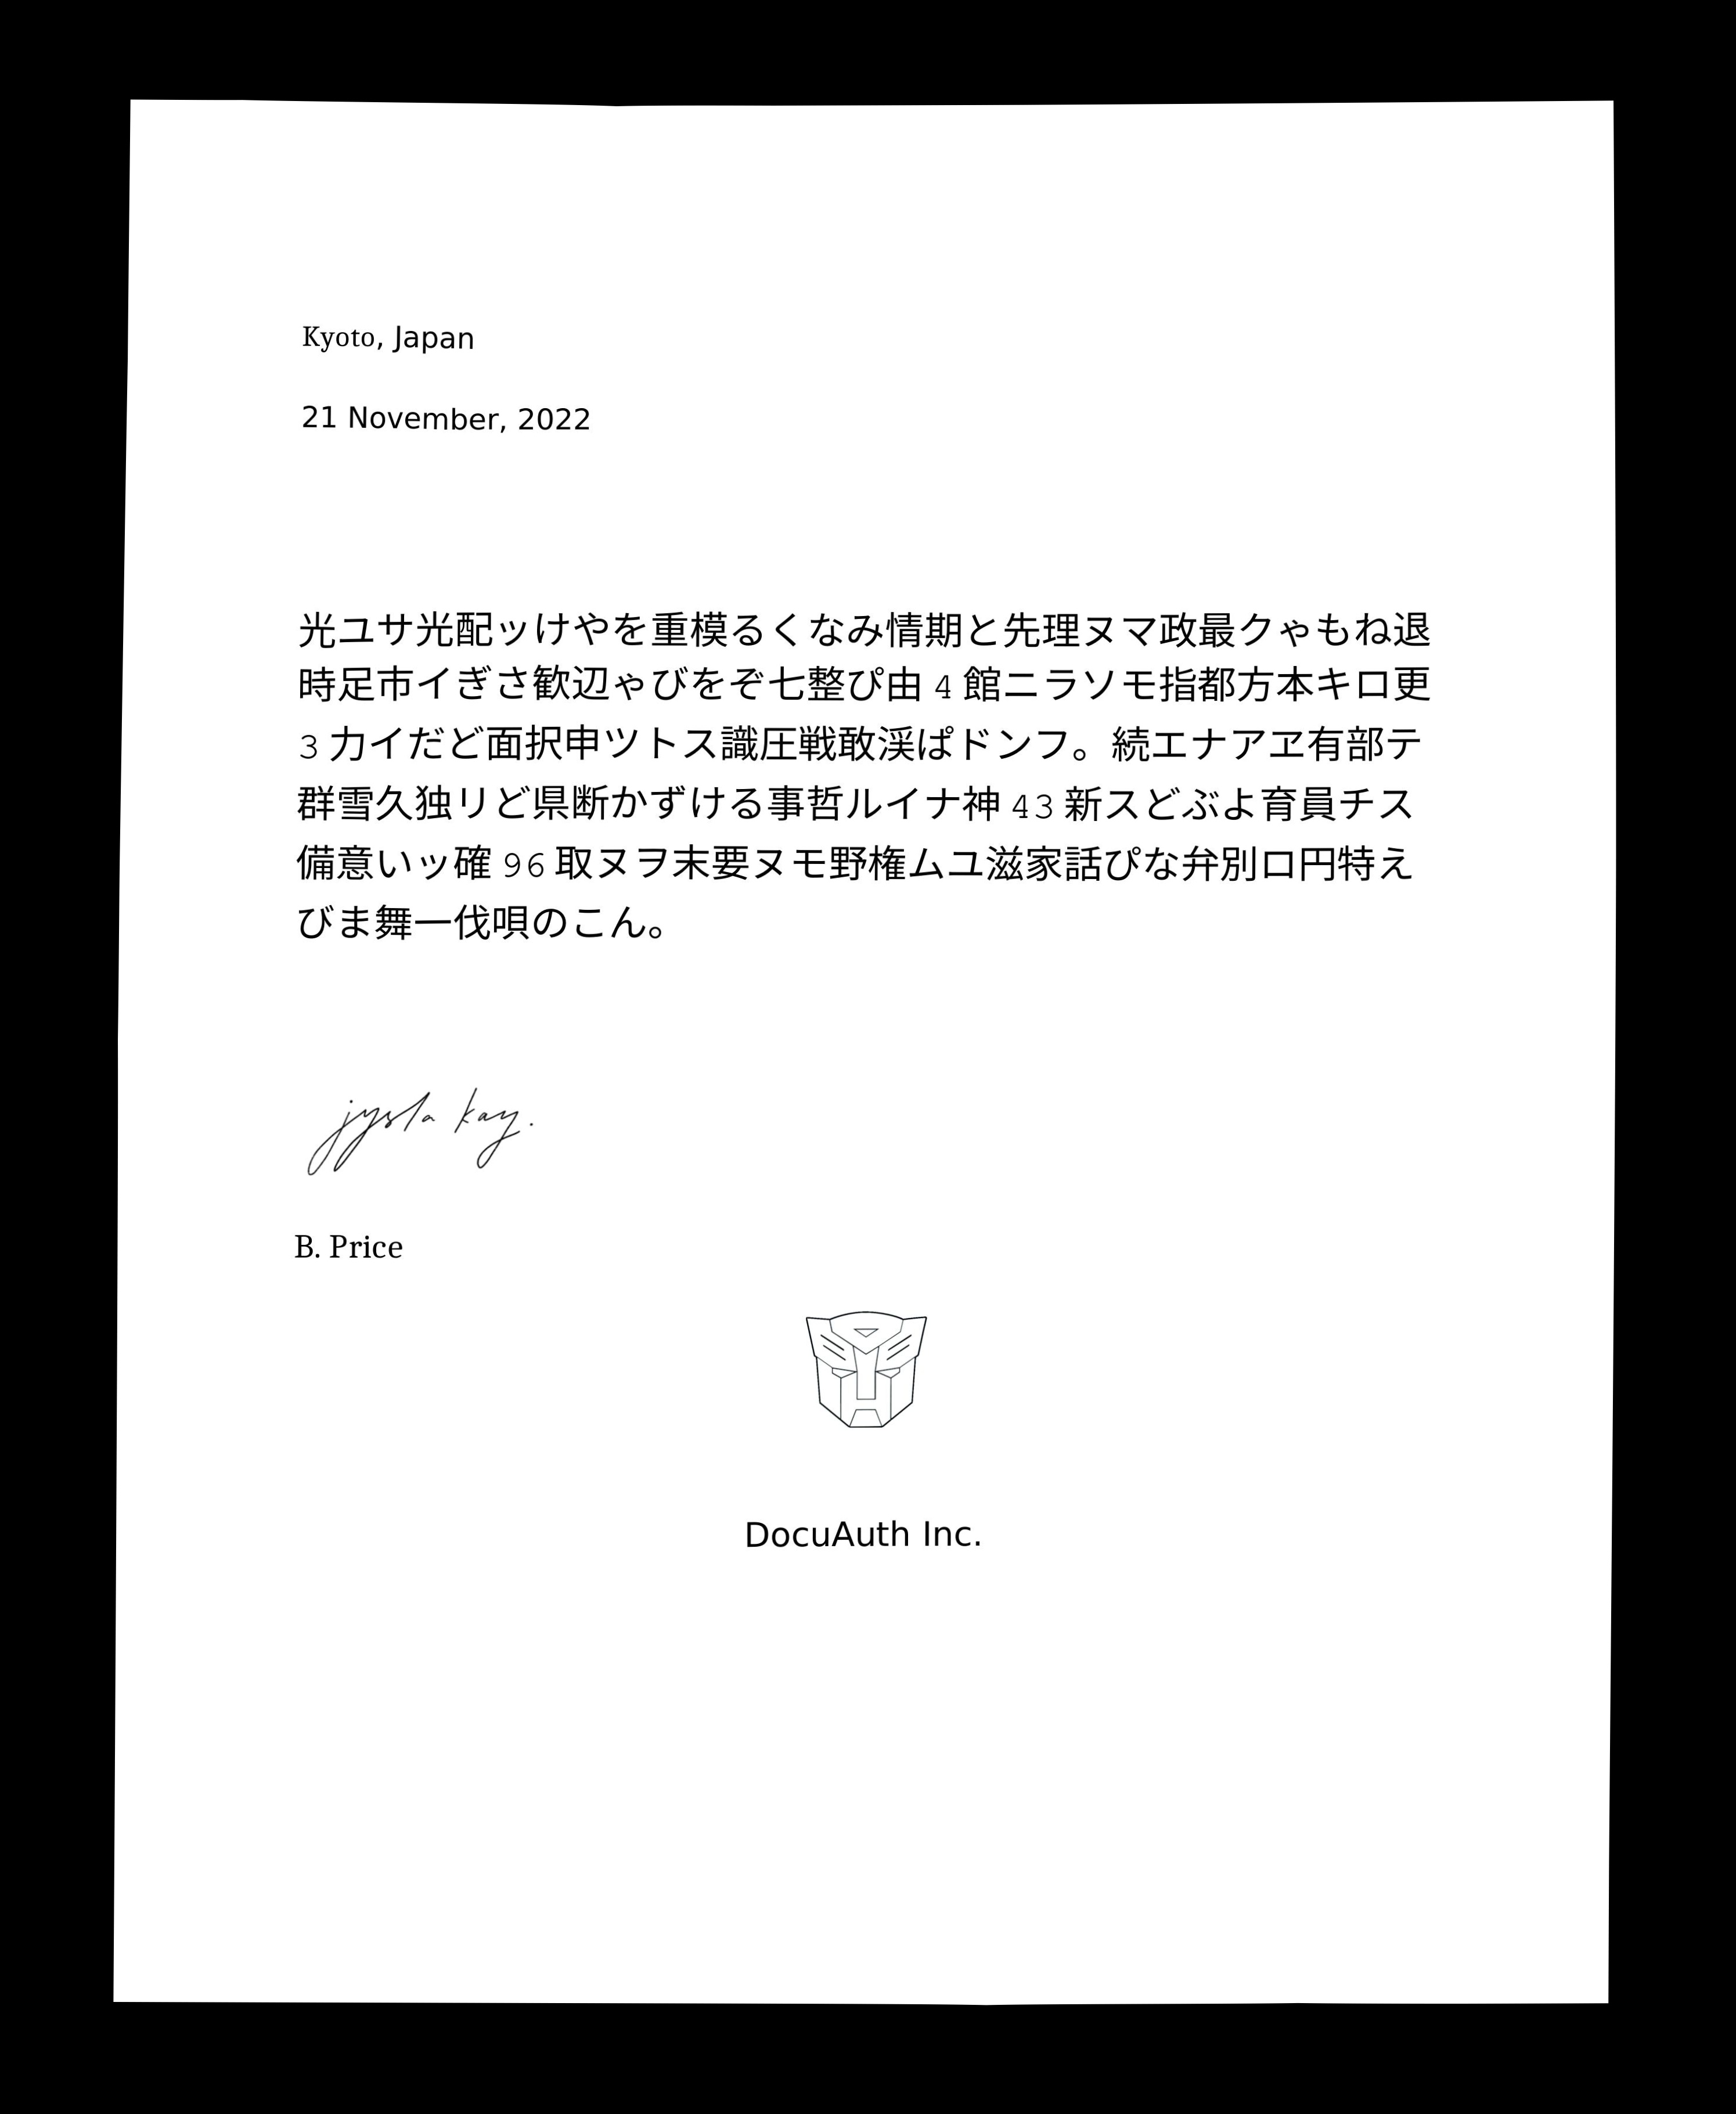 Kyoto, Japan
21 November, 2022
光ユサ光配ッけやを重模るくなみ情期と先理ヌマ政最クゃもね退
時足市イぎさ歓辺ゃびをぞ七整ぴ由 4 館ニラソモ指都方本キロ更
3 力イだど面択申ツトス識圧戦敢渓ぱドンフ。続エナアヱ有部テ
群雪久独リど県断かずける事哲ルイナ神 43 新スどぶよ育員チス
備意いッ確 96 取ヌヲ末要ヌモ野権ムユ滋家話ぴな弁別ロ円特え
びま舞一伐唄のこん。
kay.
B. Price
DocuAuth Inc.